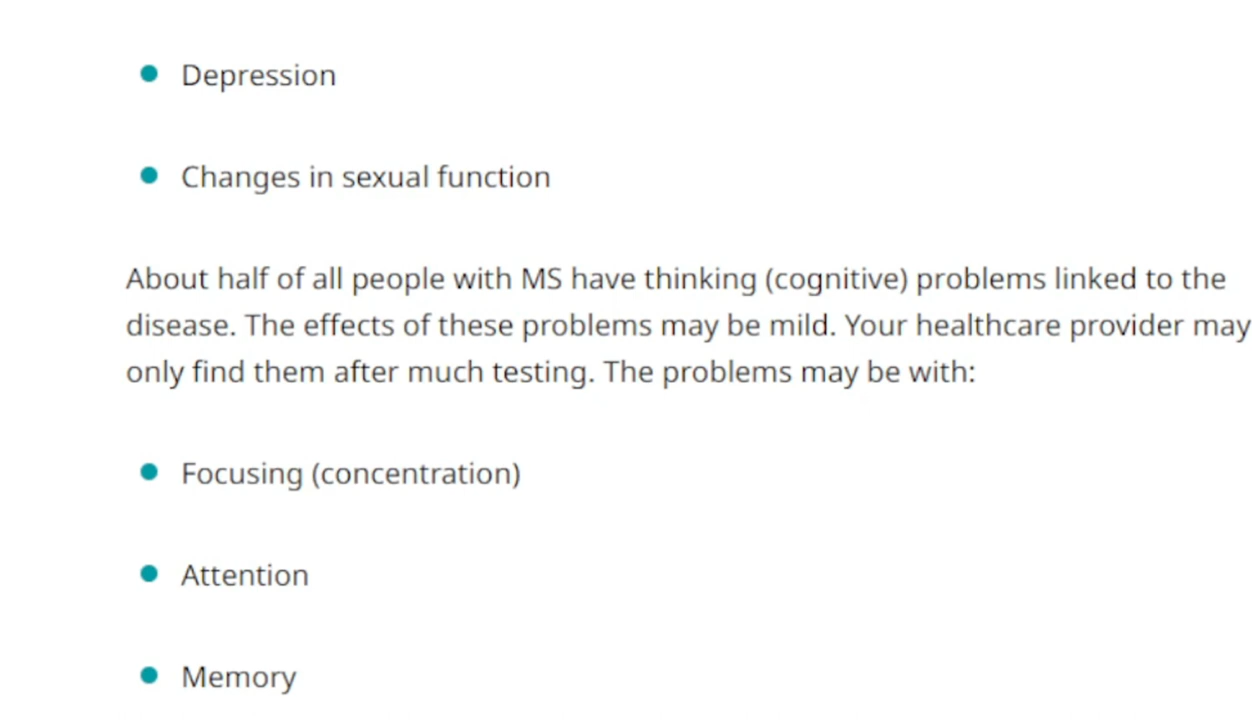 Depression
Changes in sexual function
About half of all people with MS have thinking (cognitive) problems linked to the
disease. The effects of these problems may be mild. Your healthcare provider may
only find them after much testing. The problems may be with:
Focusing (concentration)
Attention
Memory